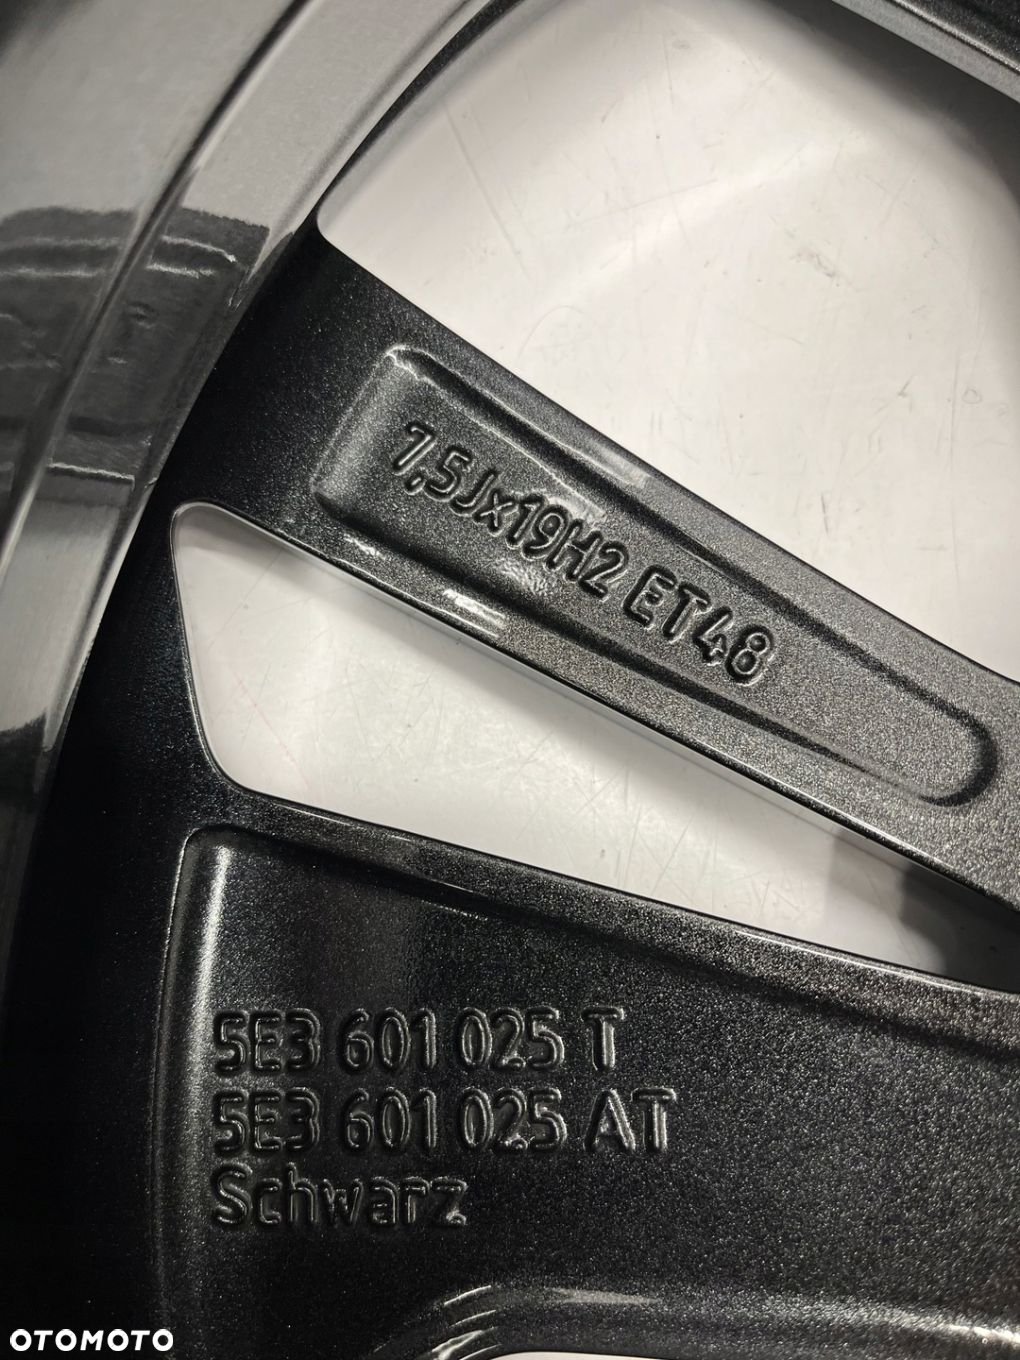 7,5Jx19H2 ET48
5E3 601 025 T
5E3 601 025 AT
Schwarz
OTOMOTO